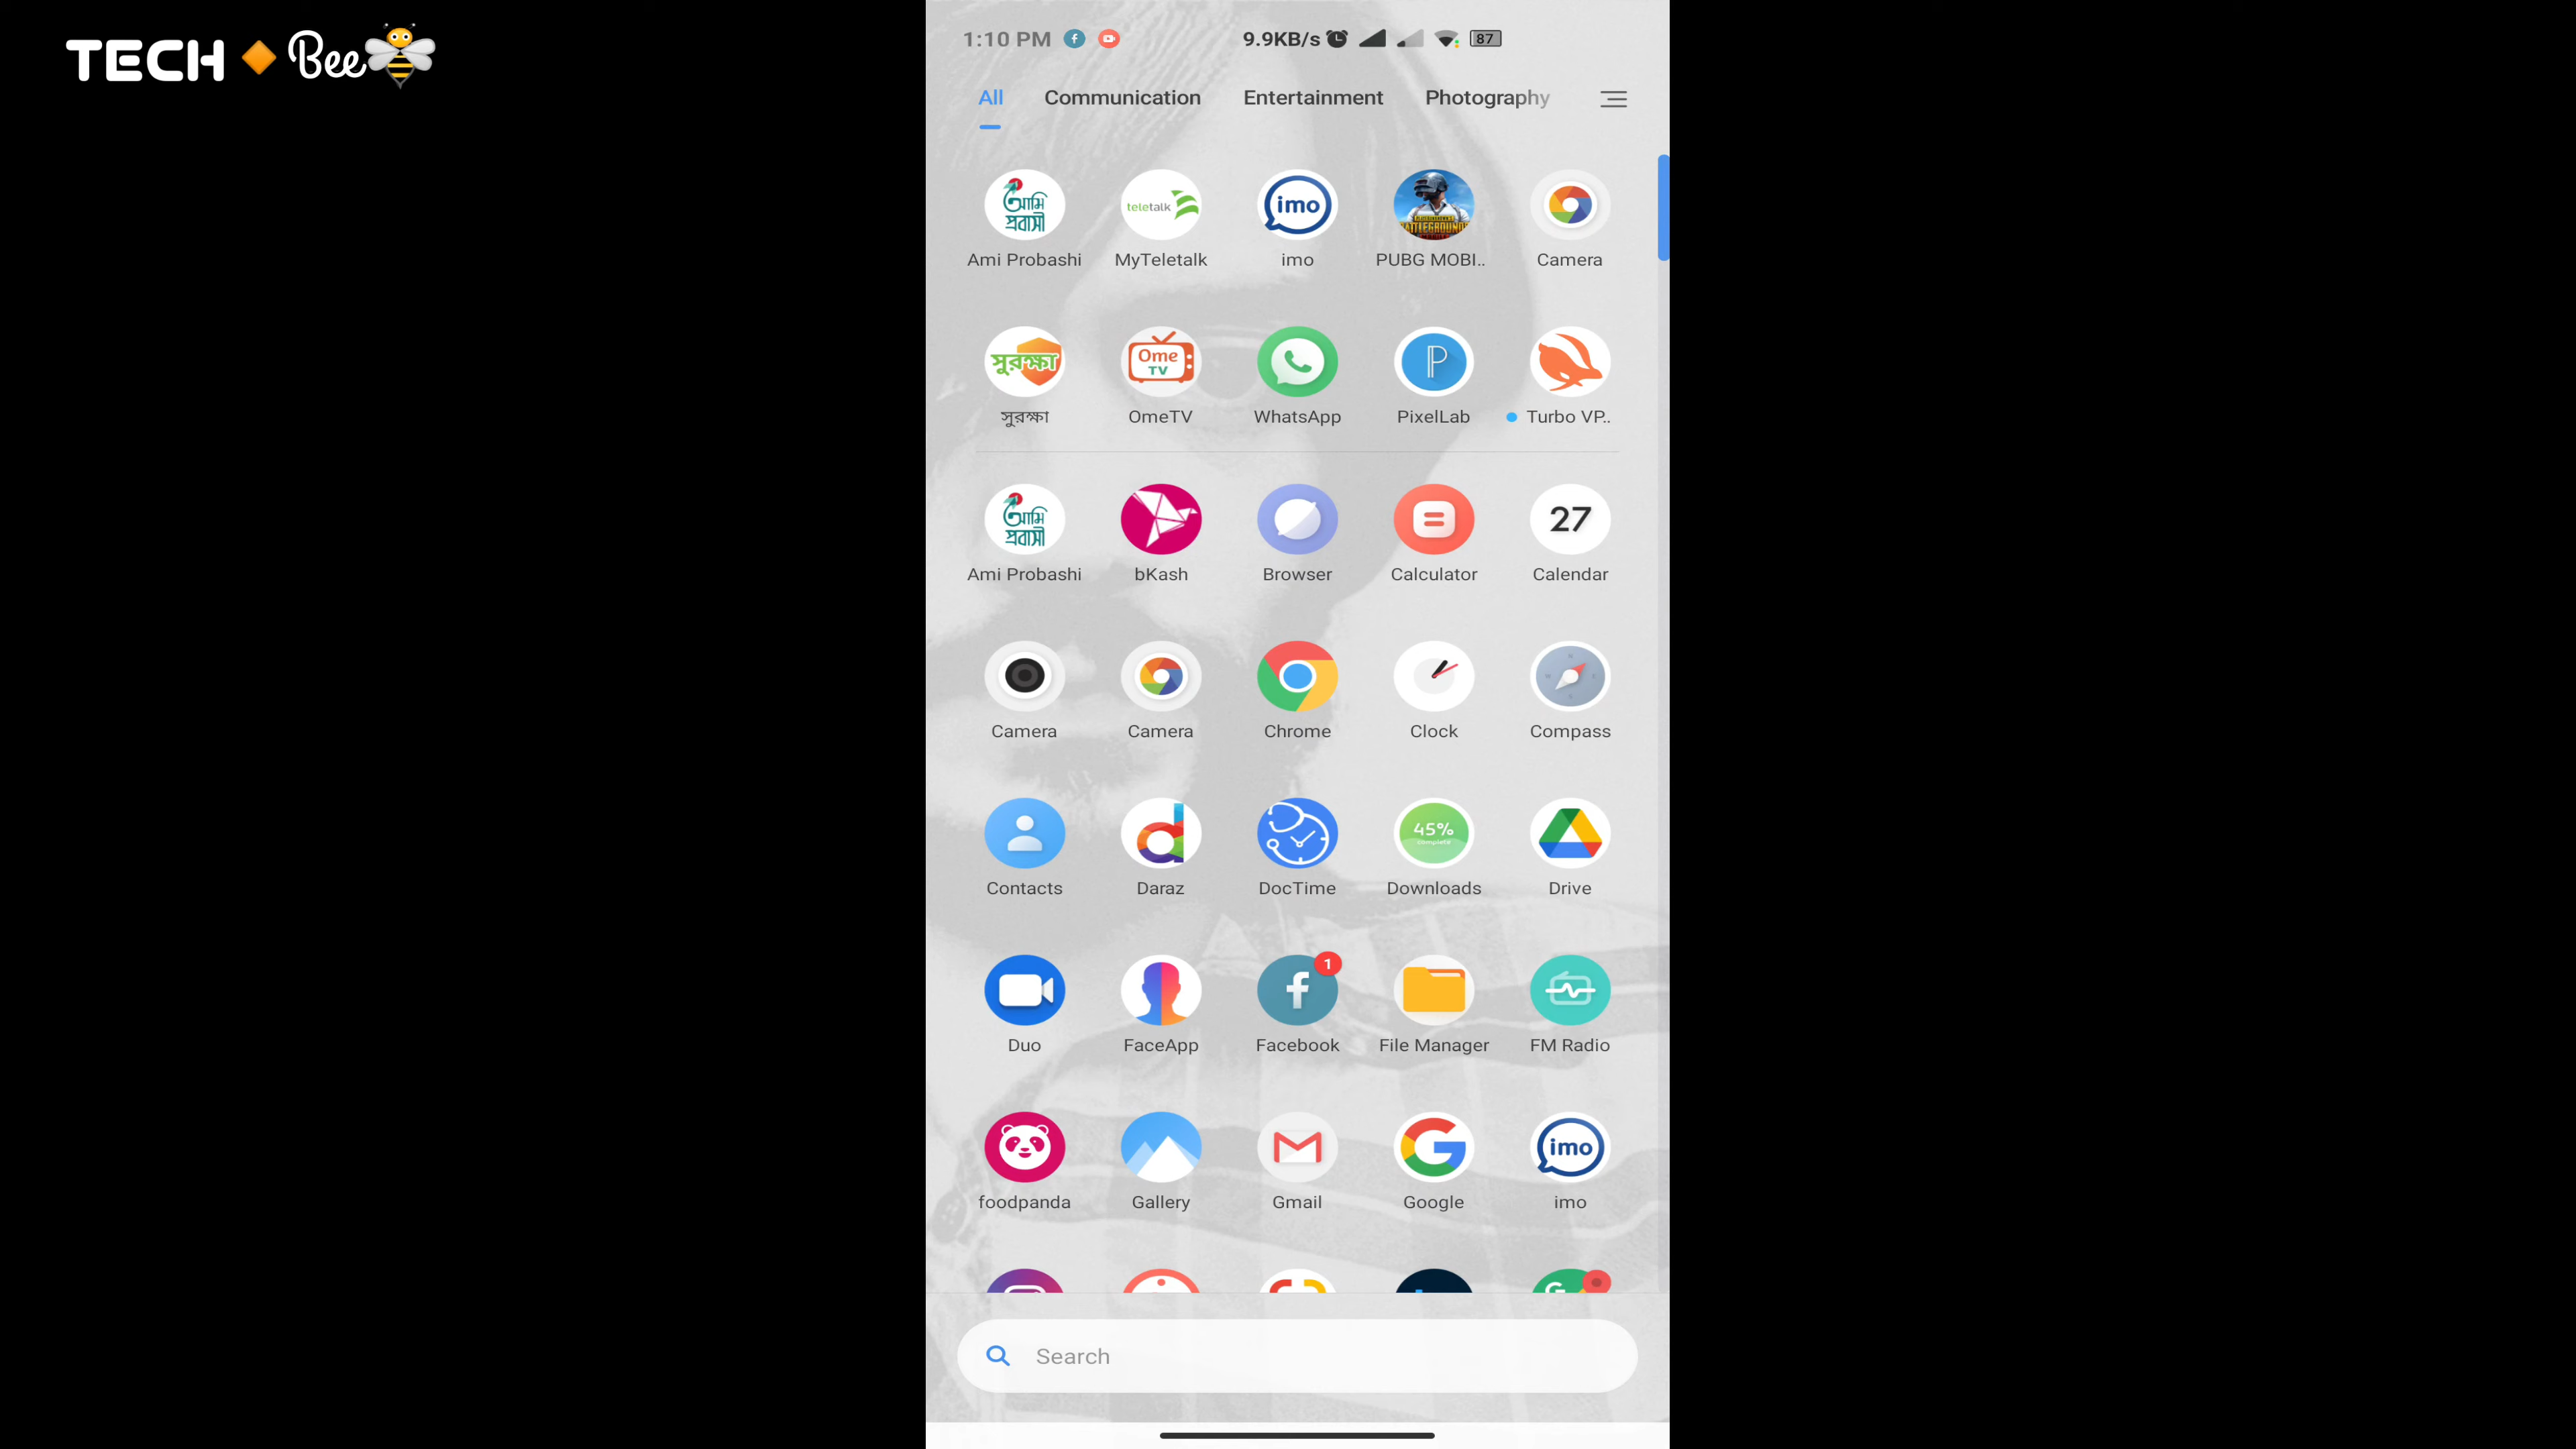 TECH Bee
1:10 PM 9.9KB/s 87
All Communication Entertainment Photography
আমি প্রবাসী teletalk imo BATTLEGROUNDS
Ami Probashi MyTeletalk imo PUBG MOBI.. Camera
সুরক্ষা Ome TV P
সুরক্ষা OmeTV WhatsApp PixelLab Turbo VP..
আমি প্রবাসী 27
Ami Probashi bKash Browser Calculator Calendar
Camera Camera Chrome Clock Compass
45% complete
Contacts Daraz DocTime Downloads Drive
1
Duo FaceApp Facebook File Manager FM Radio
imo
foodpanda Gallery Gmail Google imo
Search